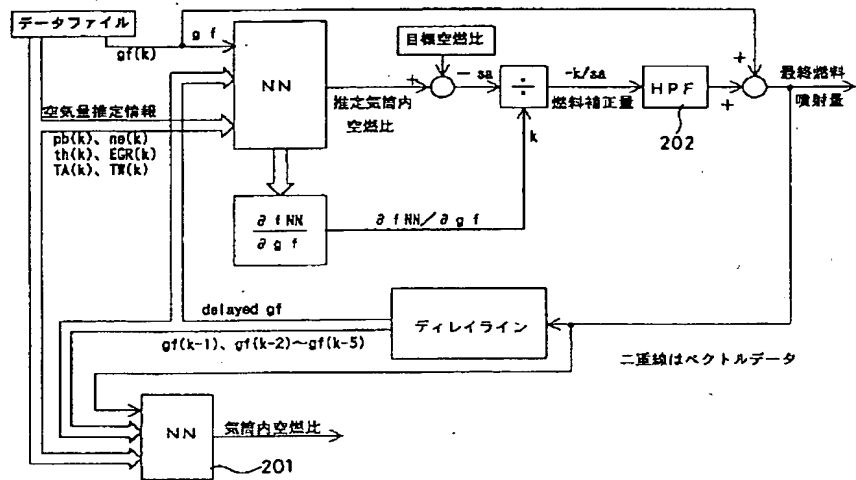 データファイル
gf(k)
g f
NN
目標空燃比
+
− sa
÷
-k/sa
燃料補正量
HPF
202
+
+
最終燃料
噴射量
推定気筒内
空燃比
k
空気量推定情報
pb(k)、ne(k)
th(k)、EGR(k)
TA(k)、TW(k)
∂ f NN
∂ g f
∂ f NN／∂ g f
delayed gf
gf(k-1)、gf(k-2)～gf(k-5)
ディレイライン
二重線はベクトルデータ
NN
気筒内空燃比
201